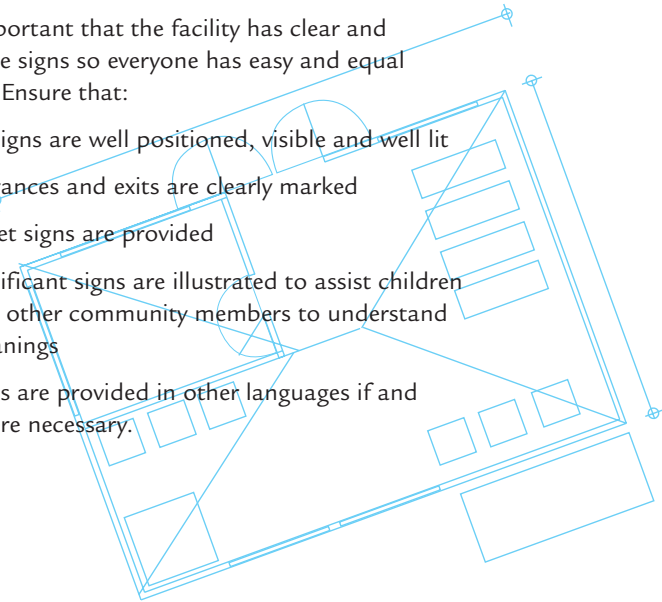 portant that the facility has clear and
e signs so everyone has easy and equal
Ensure that:
igns are well positioned, visible and well lit
rances and exits are clearly marked
et signs are provided
ificant signs are illustrated to assist children
other community members to understand
anings
s are provided in other languages if and
re necessary.